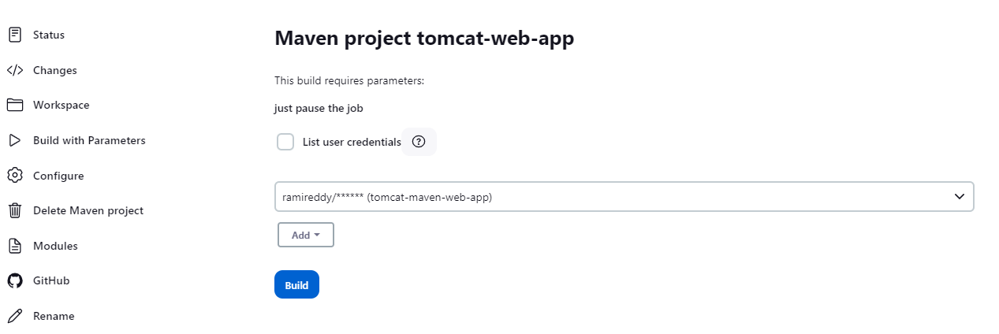 Status
Changes
Workspace
Build with Parameters
Configure
Delete Maven project
Modules
GitHub
Rename
Maven project tomcat-web-app
This build requires parameters:
just pause the job
List user credentials ?
ramireddy/****** (tomcat-maven-web-app)
Add
Build